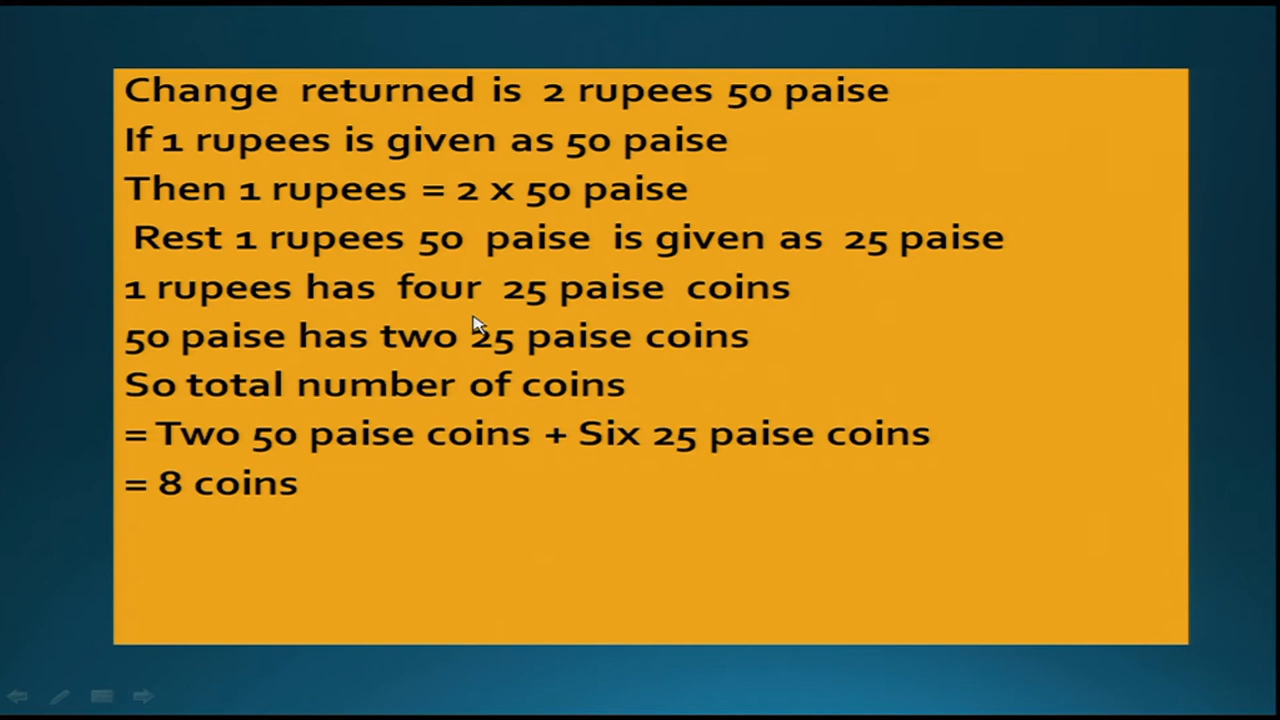 Change returned is 2 rupees 50 paise
If 1 rupees is given as 50 paise
Then 1 rupees = 2 x 50 paise
Rest 1 rupees 50 paise is given as 25 paise
1 rupees has four 25 paise coins
50 paise has two 25 paise coins
So total number of coins
= Two 50 paise coins + Six 25 paise coins
= 8 coins